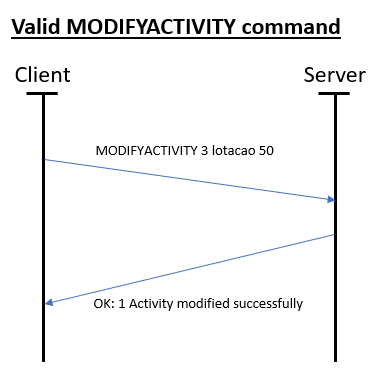 Valid MODIFYACTIVITY command
Client
Server
MODIFYACTIVITY 3 lotacao 50
OK: 1 Activity modified successfully